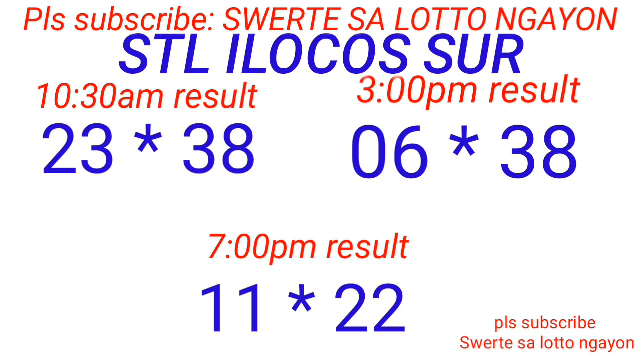 Pls subscribe: SWERTE SA LOTTO NGAYON
STL ILOCOS SUR
10:30am result
23 * 38
3:00pm result
06 * 38
7:00pm result
11 * 22
pls subscribe
Swerte sa lotto ngayon